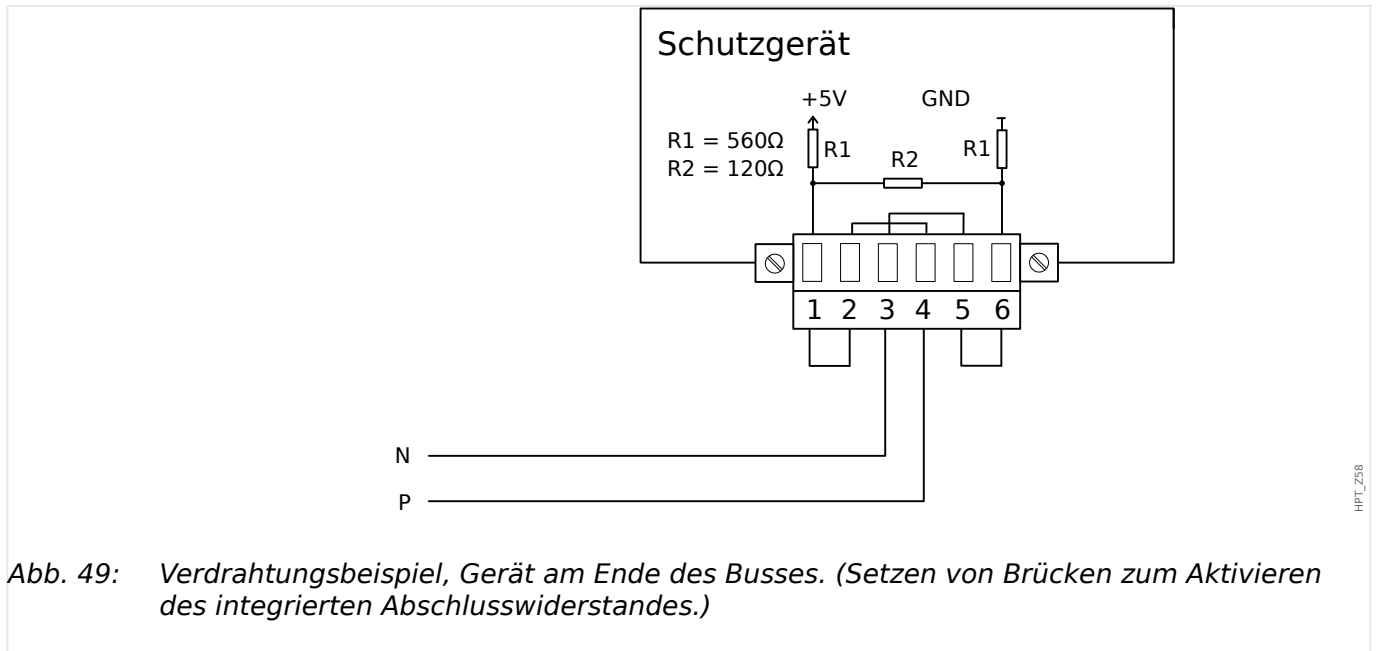 Schutzgerät
+5V GND
R1 = 560Ω
R2 = 120Ω
R1 R2 R1
1 2 3 4 5 6
N
P
HPT_Z58
Abb. 49: Verdrahtungsbeispiel, Gerät am Ende des Busses. (Setzen von Brücken zum Aktivieren
des integrierten Abschlusswiderstandes.)